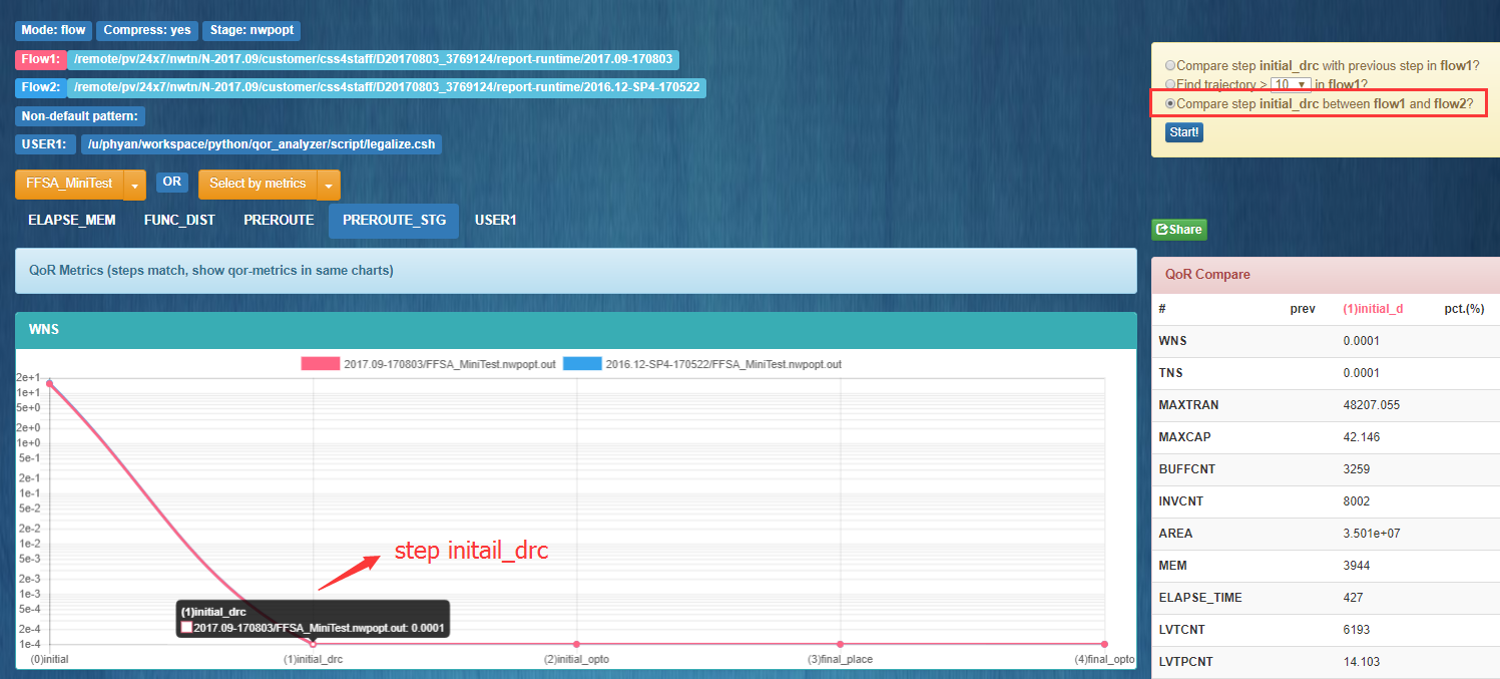 Mode: flow Compress: yes Stage: nwpopt
Flow1: /remote/pv/24x7/nwtn/N-2017.09/customer/css4staff/D20170803_3769124/report-runtime/2017.09-170803
Flow2: /remote/pv/24x7/nwtn/N-2017.09/customer/css4staff/D20170803_3769124/report-runtime/2016.12-SP4-170522
Non-default pattern:
USER1: /u/phyan/workspace/python/qor_analyzer/script/legalize.csh
FFSA_MiniTest OR Select by metrics
ELAPSE_MEM FUNC_DIST PREROUTE PREROUTE_STG USER1
QoR Metrics (steps match, show qor-metrics in same charts)
WNS
2017.09-170803/FFSA_MiniTest.nwpopt.out 2016.12-SP4-170522/FFSA_MiniTest.nwpopt.out
2e+1
1e+1
5e+0
2e+0
1e+0
5e-1
2e-1
1e-1
5e-2
2e-2
1e-2
5e-3
2e-3
1e-3
5e-4
2e-4
1e-4
step initail_drc
(1)initial_drc
2017.09-170803/FFSA_MiniTest.nwpopt.out: 0.0001
(0)initial (1)initial_drc (2)initial_opto (3)final_place (4)final_opto
Compare step initial_drc with previous step in flow1?
Find trajectory > 10 in flow1?
Compare step initial_drc between flow1 and flow2?
Start!
Share
QoR Compare
# prev (1)initial_d pct.(%)
WNS 0.0001
TNS 0.0001
MAXTRAN 48207.055
MAXCAP 42.146
BUFFCNT 3259
INVCNT 8002
AREA 3.501e+07
MEM 3944
ELAPSE_TIME 427
LVTCNT 6193
LVTPCNT 14.103